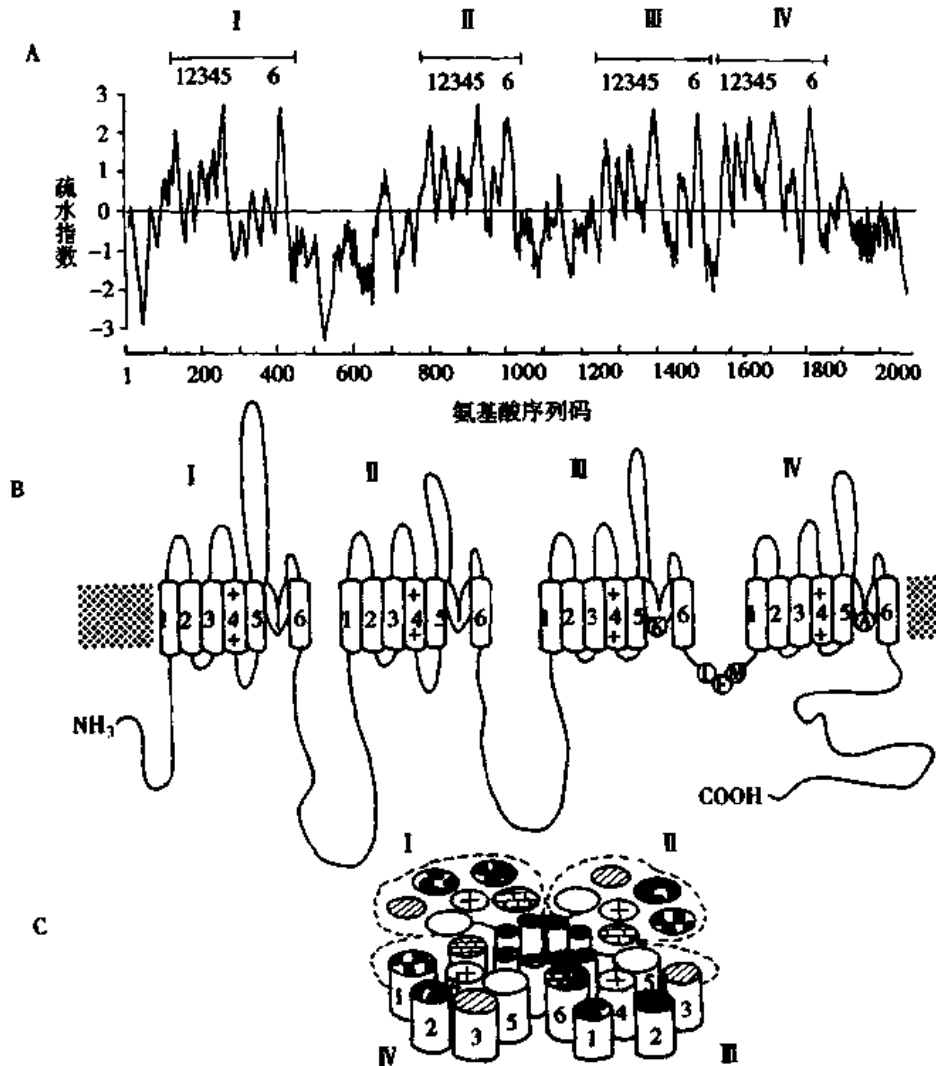 Ⅰ Ⅱ Ⅲ Ⅳ
A
12345 6 12345 6 12345 6 12345 6
3
2
1
0
-1
-2
-3
疏水指数
1 200 400 600 800 1000 1200 1400 1600 1800 2000
氨基酸序列码
B
Ⅰ Ⅱ Ⅲ Ⅳ
1 2 3 +4+ 5 6 1 2 3 +4+ 5 6 1 2 3 +4+ 5 K 6 1 2 3 +4+ 5 A 6
I F M
NH3
COOH
C
Ⅰ Ⅱ
+ +
+ +
1 2 3 5 6 1 4 2 5 3
Ⅳ Ⅲ